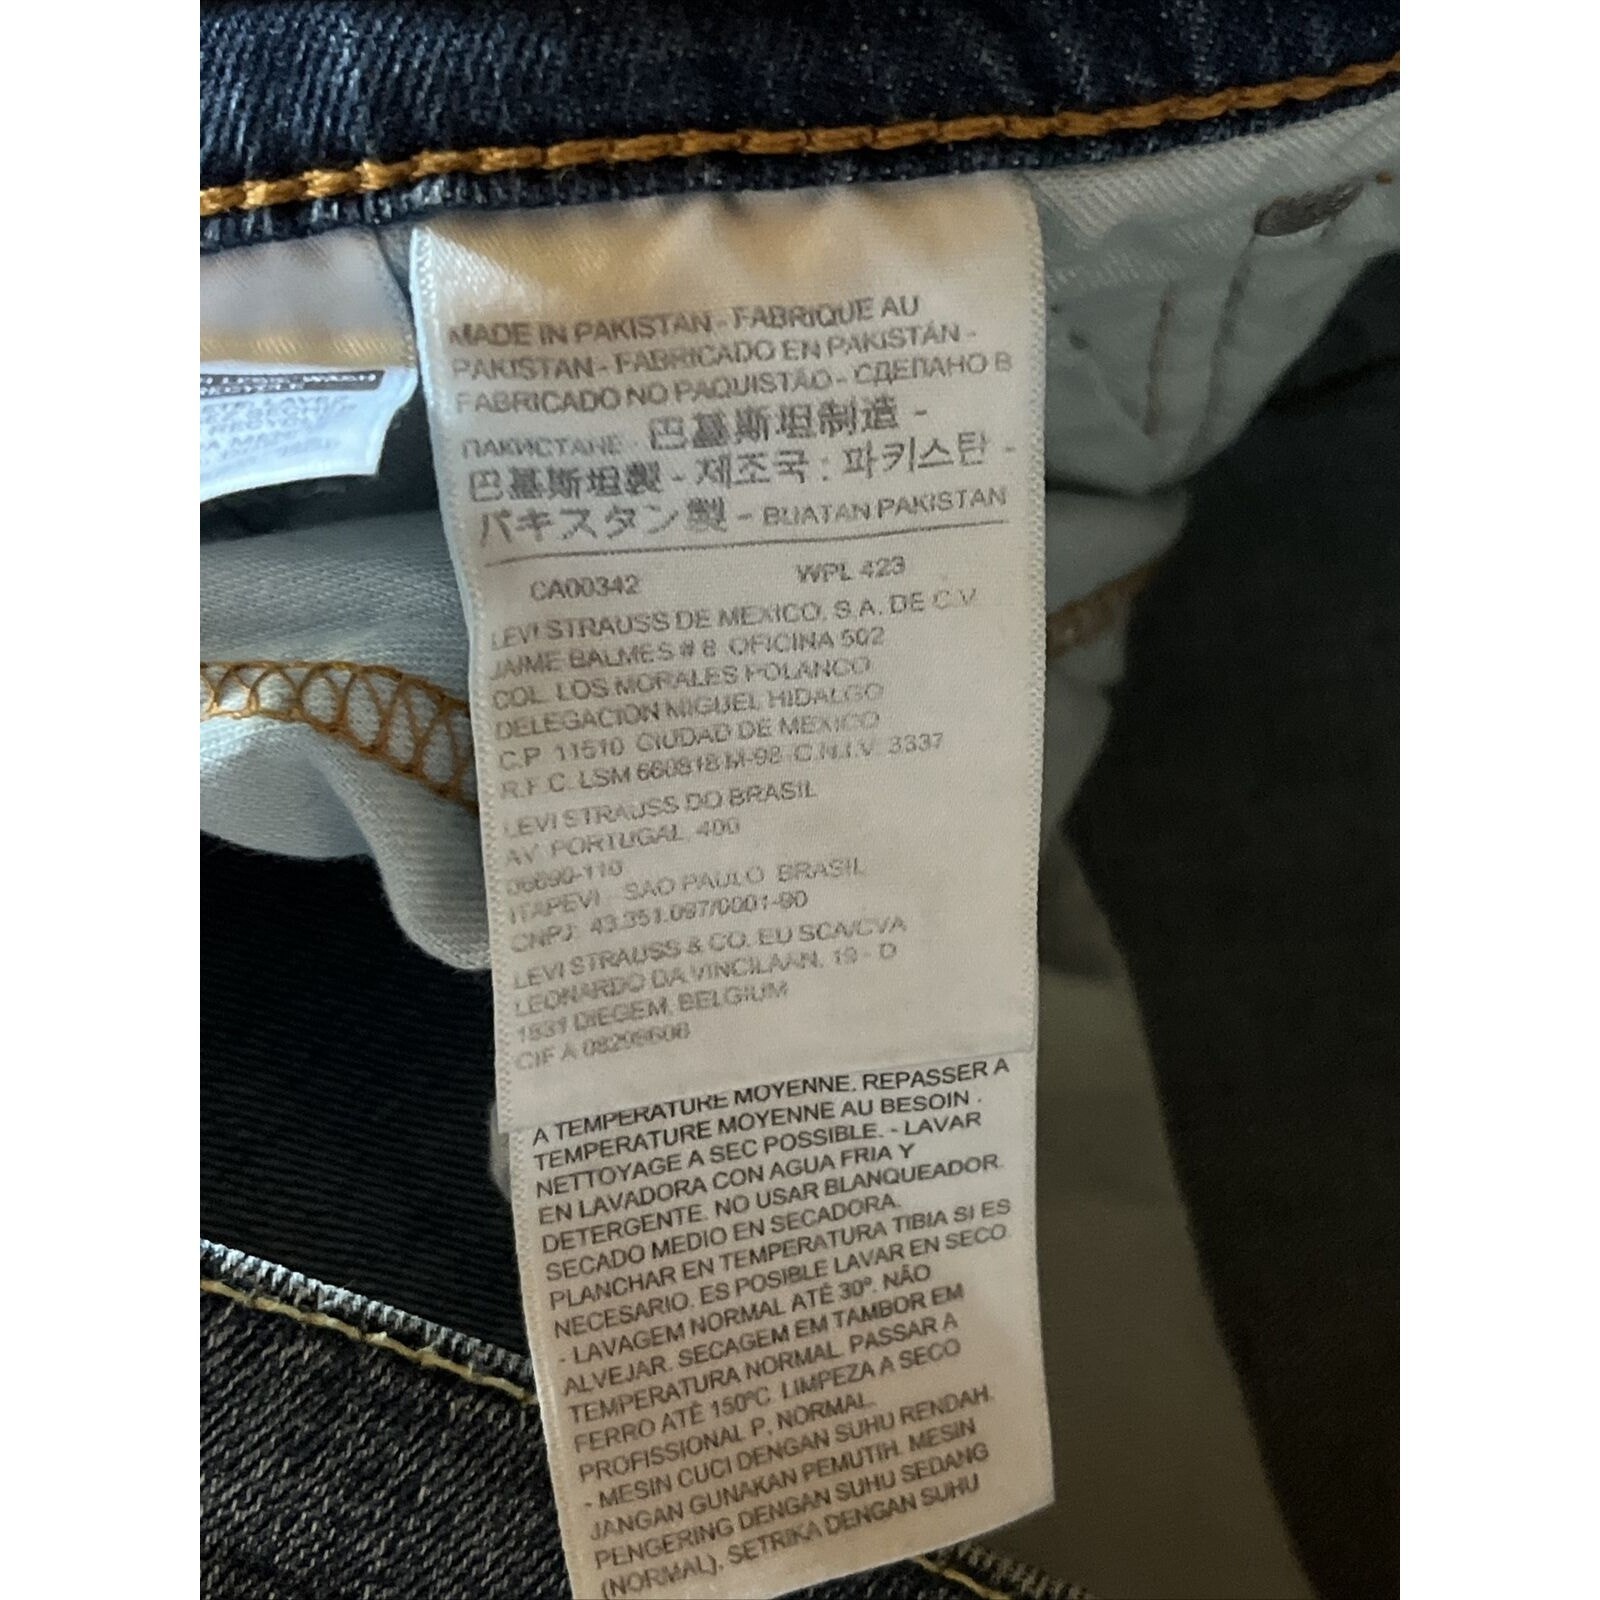 MADE IN PAKISTAN - FABRIQUE AU
PAKISTAN - FABRICADO EN PAKISTÁN -
FABRICADO NO PAQUISTÃO - СДЕЛАНО В
ПАКИСТАНЕ - 巴基斯坦制造 -
巴基斯坦製 - 제조국 : 파키스탄 -
パキスタン製 - BUATAN PAKISTAN
CA00342 WPL 423
LEVI STRAUSS DE MEXICO, S.A. DE C.V.
JAIME BALMES # 8 OFICINA 502
COL. LOS MORALES POLANCO
DELEGACION MIGUEL HIDALGO
C.P. 11510 CIUDAD DE MEXICO
R.F.C. LSM 660818 M-98 C.N.I.V. 3337
LEVI STRAUSS DO BRASIL
AV. PORTUGAL, 400
06690-110
ITAPEVI SAO PAULO BRASIL
CNPJ: 43.351.097/0001-90
LEVI STRAUSS & CO. EU SCA/CVA
LEONARDO DA VINCILAAN, 19 - D
1831 DIEGEM, BELGIUM
CIF A
A TEMPÉRATURE MOYENNE. REPASSER A
TEMPERATURE MOYENNE AU BESOIN .
NETTOYAGE A SEC POSSIBLE. - LAVAR
EN LAVADORA CON AGUA FRIA Y
DETERGENTE. NO USAR BLANQUEADOR.
SECADO MEDIO EN SECADORA.
PLANCHAR EN TEMPERATURA TIBIA SI ES
NECESARIO. ES POSIBLE LAVAR EN SECO.
- LAVAGEM NORMAL ATÉ 30º. NÃO
ALVEJAR. SECAGEM EM TAMBOR EM
TEMPERATURA NORMAL. PASSAR A
FERRO ATÉ 150ºC. LIMPEZA A SECO
PROFISSIONAL P, NORMAL.
- MESIN CUCI DENGAN SUHU RENDAH.
JANGAN GUNAKAN PEMUTIH. MESIN
PENGERING DENGAN SUHU SEDANG
(NORMAL). SETRIKA DENGAN SUHU